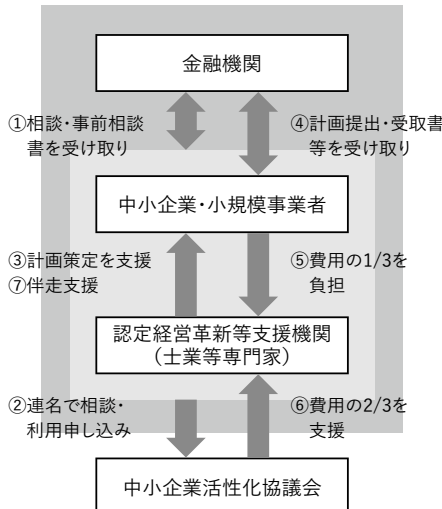 金融機関
①相談・事前相談
書を受け取り
④計画提出・受取書
等を受け取り
中小企業・小規模事業者
③計画策定を支援
⑦伴走支援
⑤費用の1/3を
負担
認定経営革新等支援機関
（士業等専門家）
②連名で相談・
利用申し込み
⑥費用の2/3を
支援
中小企業活性化協議会